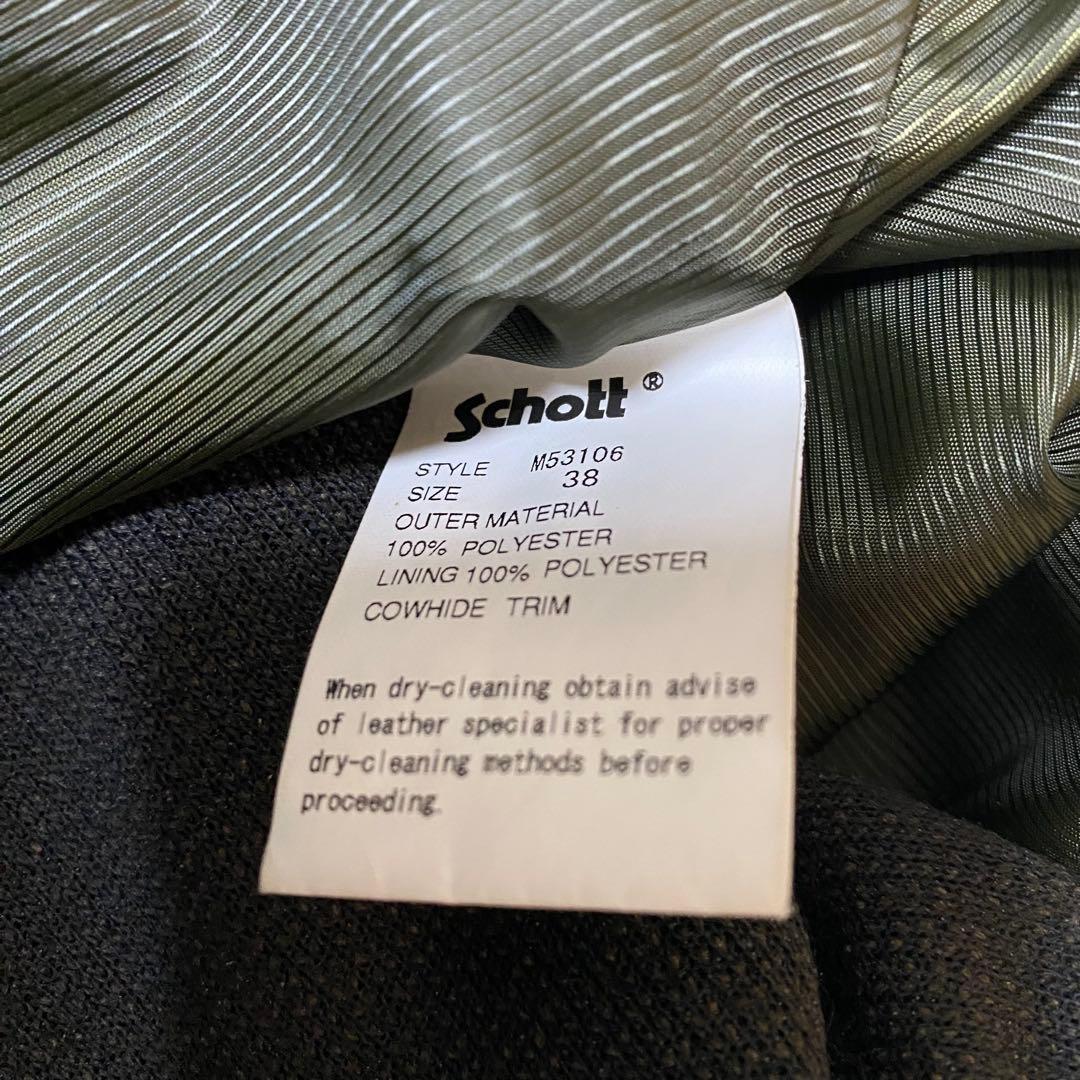 Schott ®
STYLE M53106
SIZE 38
OUTER MATERIAL
100% POLYESTER
LINING 100% POLYESTER
COWHIDE TRIM
When dry-cleaning obtain advise
of leather specialist for proper
dry-cleaning methods before
proceeding.